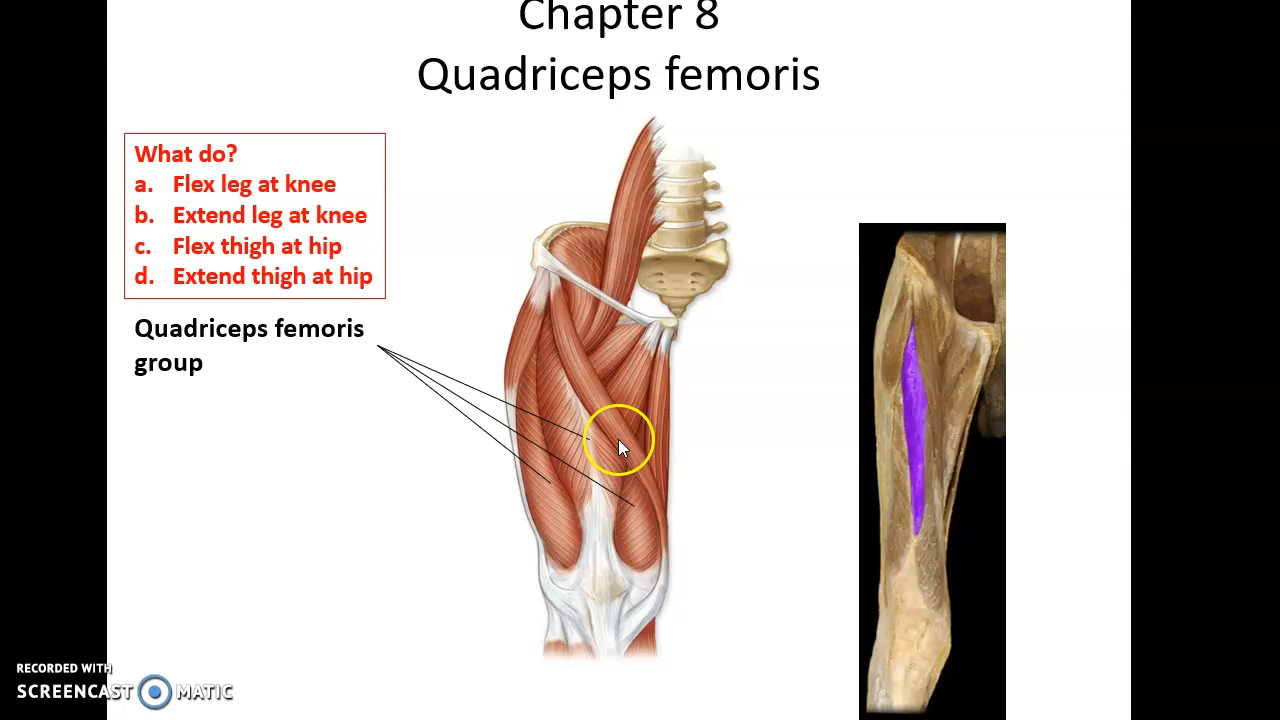 Chapter 8
Quadriceps femoris
What do?
a. Flex leg at knee
b. Extend leg at knee
c. Flex thigh at hip
d. Extend thigh at hip
Quadriceps femoris
group
RECORDED WITH
SCREENCAST MATIC